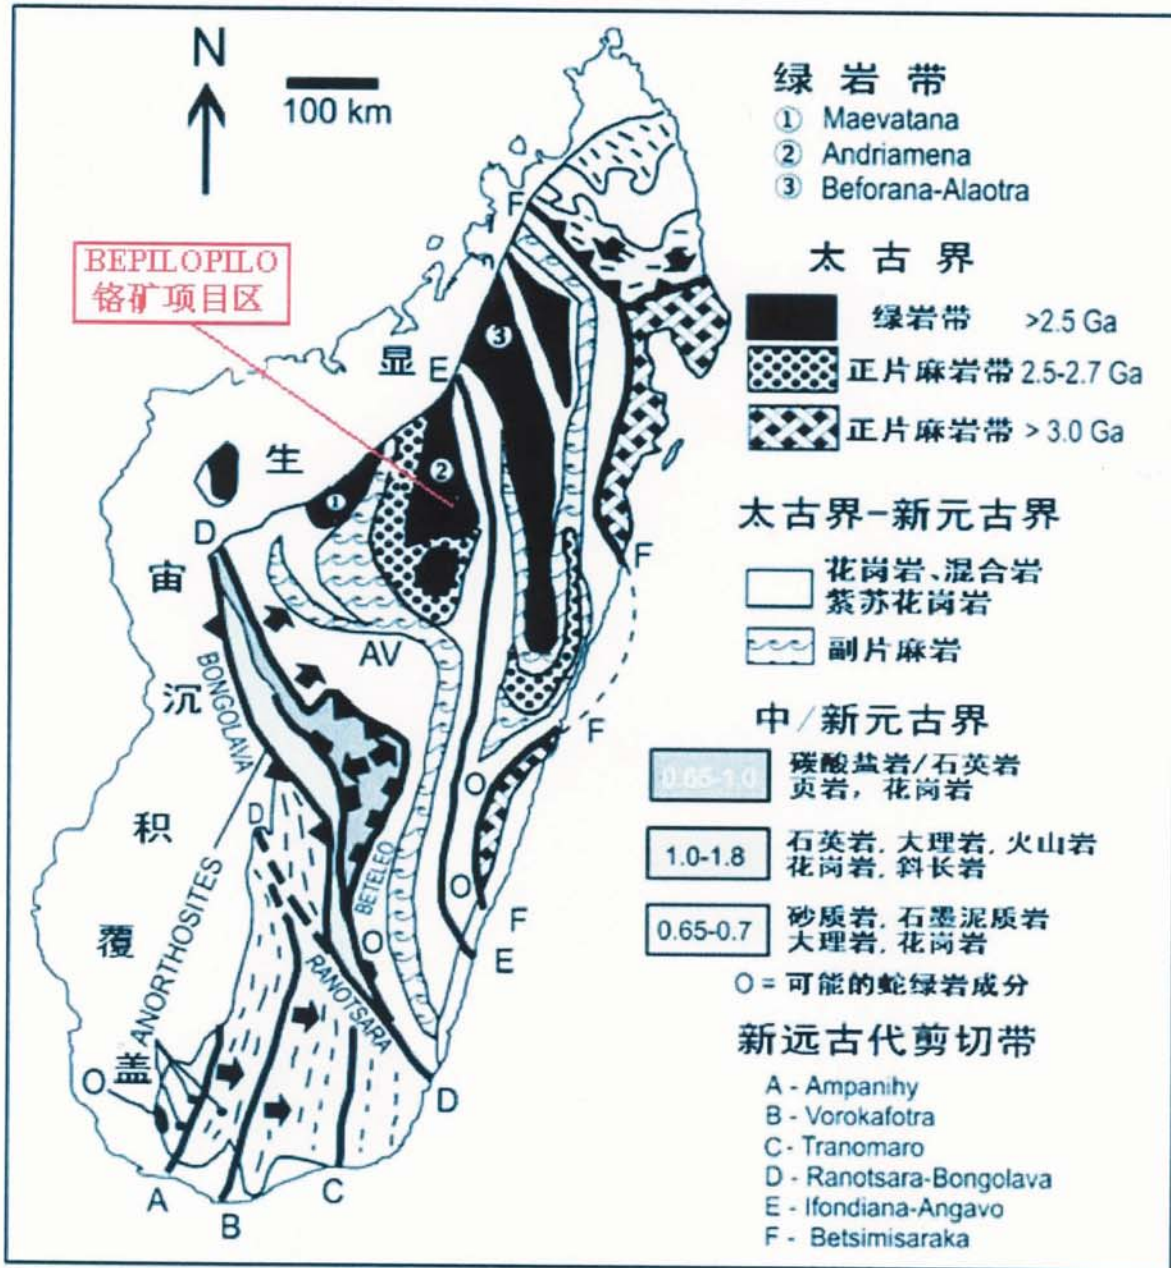 N
100 km
BEPILOPILO
铬矿项目区
显
生
宙
沉
积
覆
盖
F
E
D
③
②
①
AV
BONGOLAVA
D
BETELEO
RANOTSARA
ANORTHOSITES
O
O
O
O
F
F
F
E
D
A
B
C
绿岩带
① Maevatana
② Andriamena
③ Beforana-Alaotra
太古界
绿岩带 >2.5 Ga
正片麻岩带 2.5-2.7 Ga
正片麻岩带 > 3.0 Ga
太古界-新元古界
花岗岩、混合岩
紫苏花岗岩
副片麻岩
中/新元古界
0.65-1.0 碳酸盐岩/石英岩
页岩, 花岗岩
1.0-1.8 石英岩, 大理岩, 火山岩
花岗岩, 斜长岩
0.65-0.7 砂质岩, 石墨泥质岩
大理岩, 花岗岩
O = 可能的蛇绿岩成分
新远古代剪切带
A - Ampanihy
B - Vorokafotra
C - Tranomaro
D - Ranotsara-Bongolava
E - Ifondiana-Angavo
F - Betsimisaraka